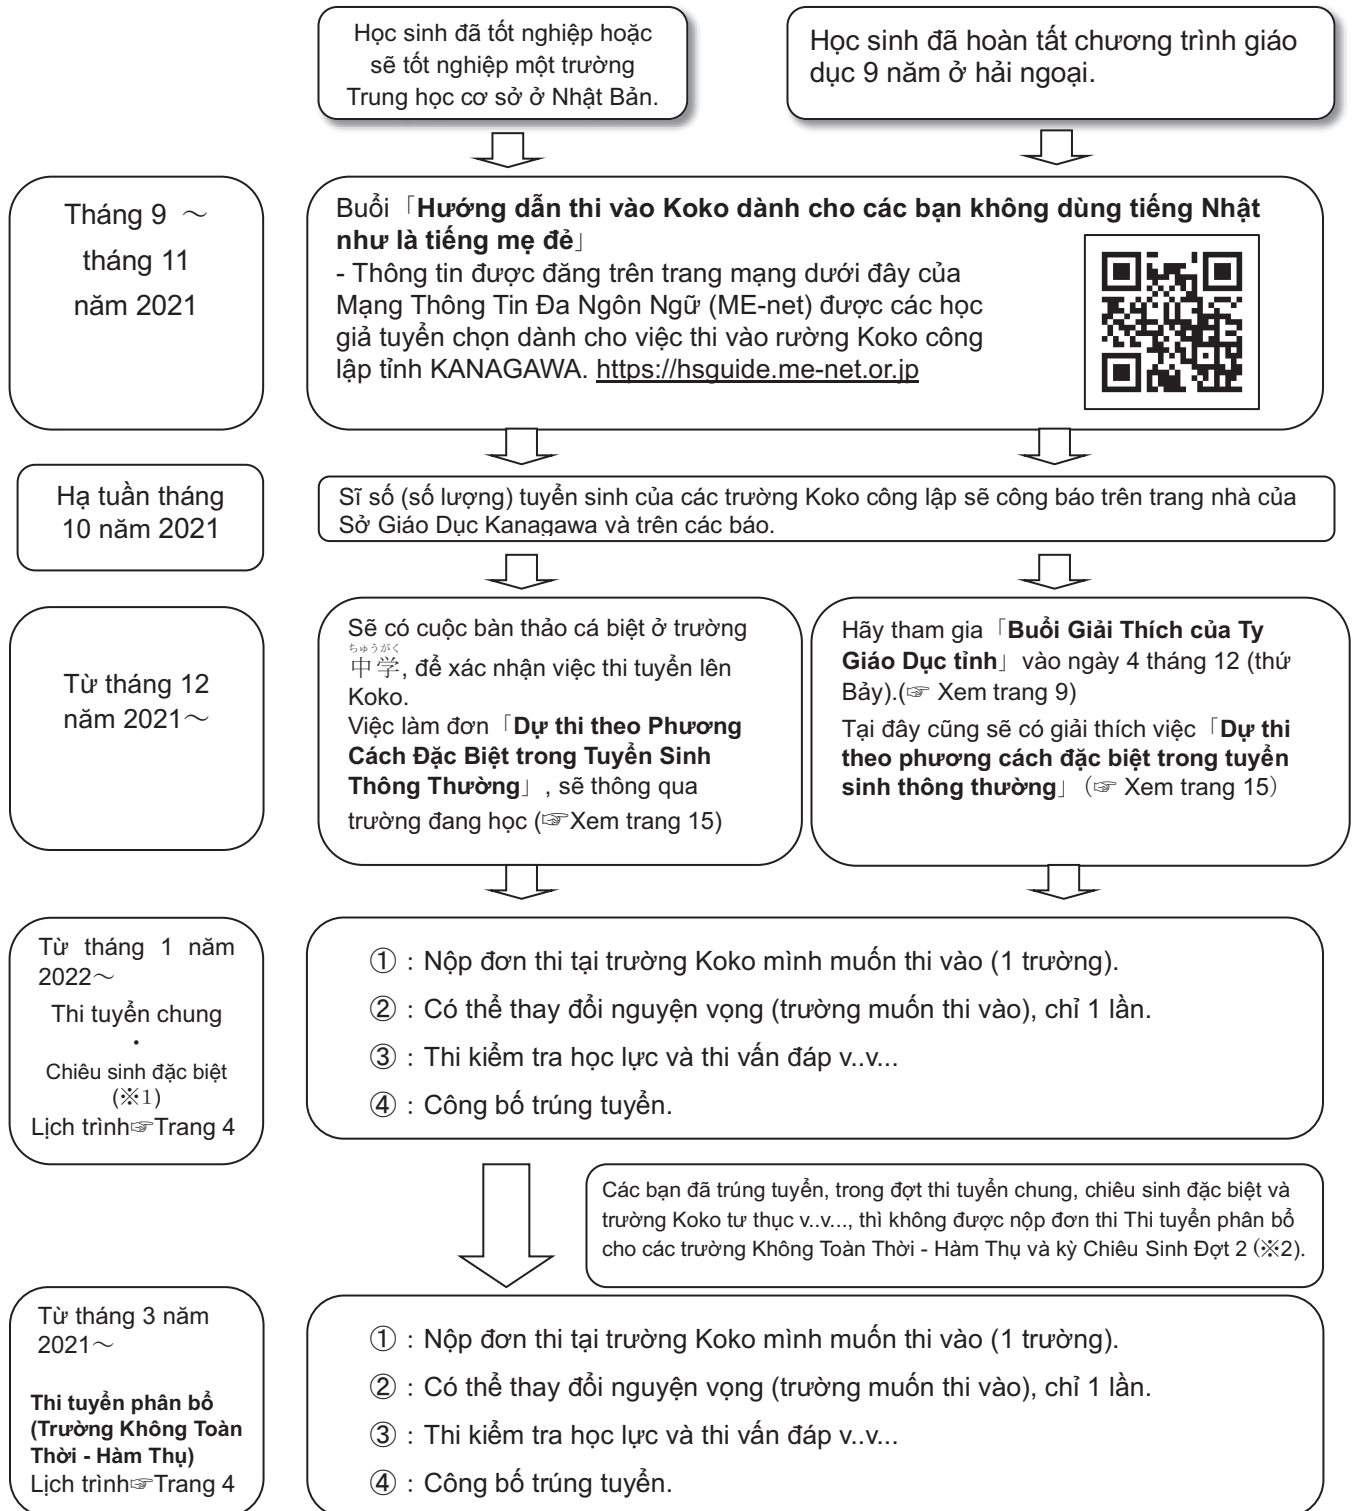 Học sinh đã tốt nghiệp hoặc
sẽ tốt nghiệp một trường
Trung học cơ sở ở Nhật Bản.
Học sinh đã hoàn tất chương trình giáo
dục 9 năm ở hải ngoại.
Tháng 9 ～
tháng 11
năm 2021
Buổi「Hướng dẫn thi vào Koko dành cho các bạn không dùng tiếng Nhật
như là tiếng mẹ đẻ」
- Thông tin được đăng trên trang mạng dưới đây của
Mạng Thông Tin Đa Ngôn Ngữ (ME-net) được các học
giả tuyển chọn dành cho việc thi vào rường Koko công
lập tỉnh KANAGAWA. https://hsguide.me-net.or.jp
Hạ tuần tháng
10 năm 2021
Sĩ số (số lượng) tuyển sinh của các trường Koko công lập sẽ công báo trên trang nhà của
Sở Giáo Dục Kanagawa và trên các báo.
Từ tháng 12
năm 2021～
Sẽ có cuộc bàn thảo cá biệt ở trường
ちゅうがく
中学, để xác nhận việc thi tuyển lên
Koko.
Việc làm đơn「Dự thi theo Phương
Cách Đặc Biệt trong Tuyển Sinh
Thông Thường」, sẽ thông qua
trường đang học (☞Xem trang 15)
Hãy tham gia「Buổi Giải Thích của Ty
Giáo Dục tỉnh」vào ngày 4 tháng 12 (thứ
Bảy).(☞ Xem trang 9)
Tại đây cũng sẽ có giải thích việc「Dự thi
theo phương cách đặc biệt trong tuyển
sinh thông thường」（☞ Xem trang 15）
Từ tháng 1 năm
2022～
Thi tuyển chung
・
Chiêu sinh đặc biệt
(※1)
Lịch trình☞Trang 4
①：Nộp đơn thi tại trường Koko mình muốn thi vào (1 trường).
②：Có thể thay đổi nguyện vọng (trường muốn thi vào), chỉ 1 lần.
③：Thi kiểm tra học lực và thi vấn đáp v..v...
④：Công bố trúng tuyển.
Các bạn đã trúng tuyển, trong đợt thi tuyển chung, chiêu sinh đặc biệt và
trường Koko tư thục v..v..., thì không được nộp đơn thi Thi tuyển phân bổ
cho các trường Không Toàn Thời - Hàm Thụ và kỳ Chiêu Sinh Đợt 2 (※2).
Từ tháng 3 năm
2021～
Thi tuyển phân bổ
(Trường Không Toàn
Thời - Hàm Thụ)
Lịch trình☞Trang 4
①：Nộp đơn thi tại trường Koko mình muốn thi vào (1 trường).
②：Có thể thay đổi nguyện vọng (trường muốn thi vào), chỉ 1 lần.
③：Thi kiểm tra học lực và thi vấn đáp v..v...
④：Công bố trúng tuyển.